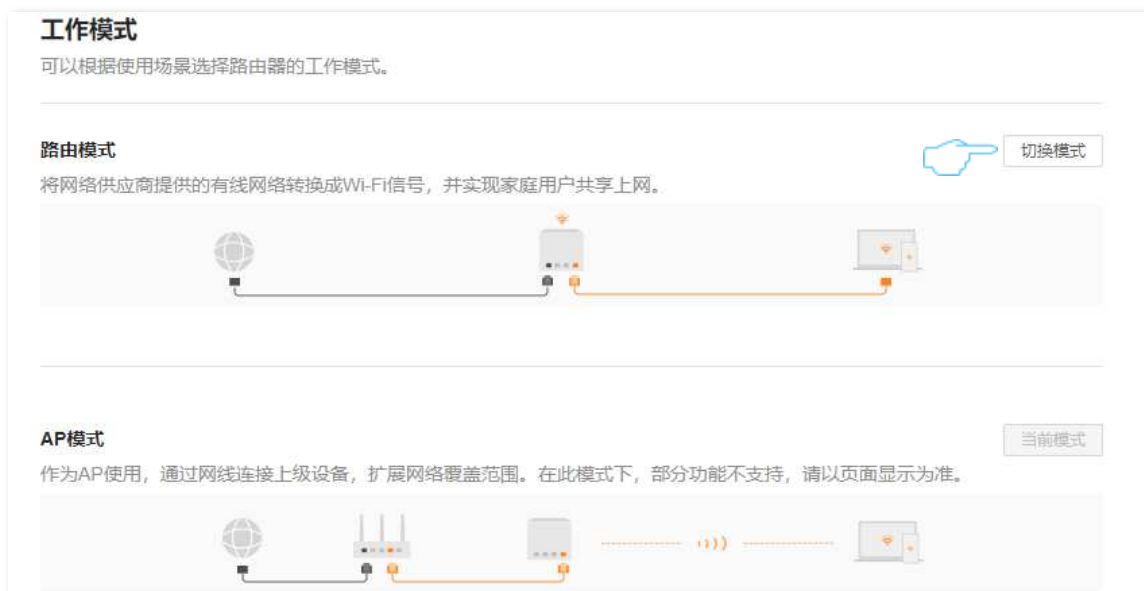 工作模式
可以根据使用场景选择路由器的工作模式。
路由模式
切换模式
将网络供应商提供的有线网络转换成Wi-Fi信号，并实现家庭用户共享上网。
AP模式
当前模式
作为AP使用，通过网线连接上级设备，扩展网络覆盖范围。在此模式下，部分功能不支持，请以页面显示为准。